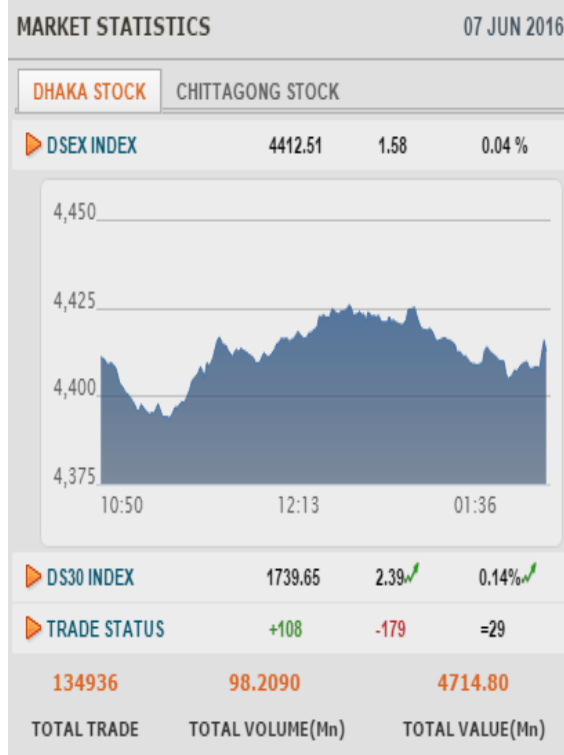 MARKET STATISTICS 07 JUN 2016
DHAKA STOCK CHITTAGONG STOCK
DSEX INDEX 4412.51 1.58 0.04 %
4,450
4,425
4,400
4,375
10:50 12:13 01:36
DS30 INDEX 1739.65 2.39 0.14%
TRADE STATUS +108 -179 =29
134936 98.2090 4714.80
TOTAL TRADE TOTAL VOLUME(Mn) TOTAL VALUE(Mn)